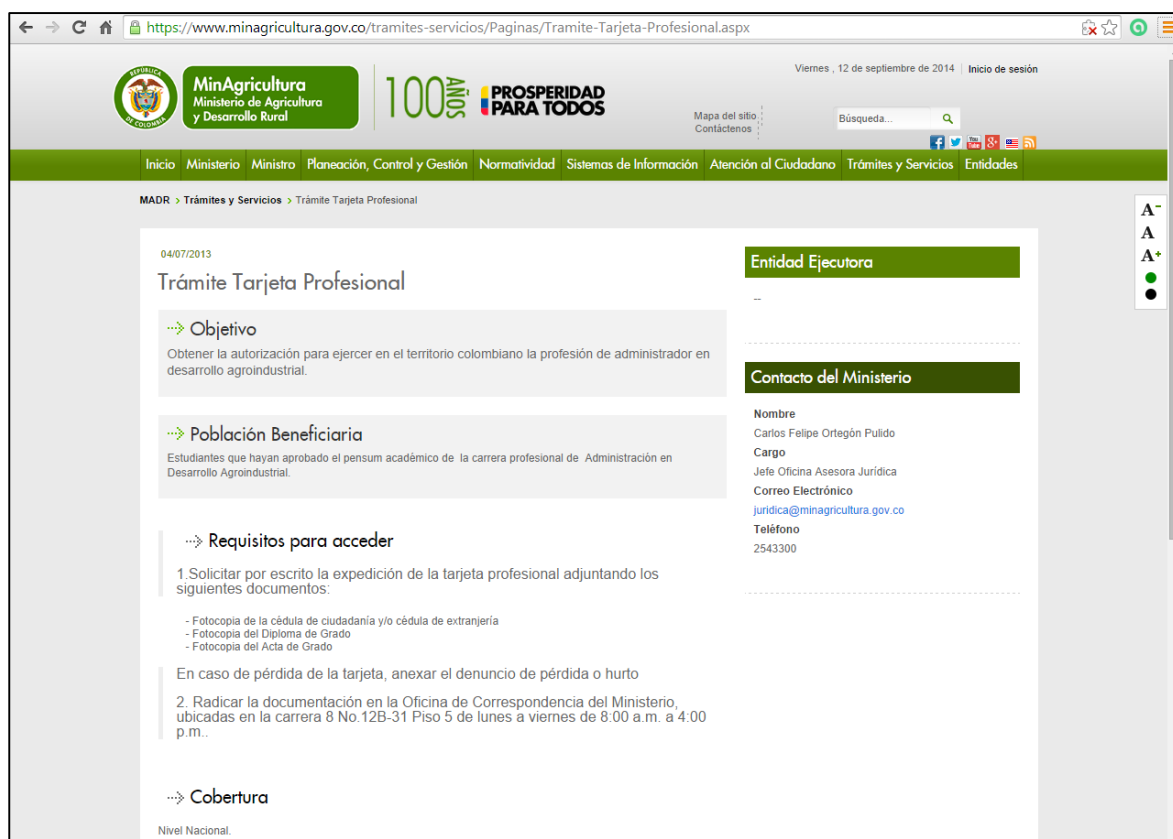 https://www.minagricultura.gov.co/tramites-servicios/Paginas/Tramite-Tarjeta-Profesional.aspx
REPÚBLICA
DE COLOMBIA
MinAgricultura
Ministerio de Agricultura
y Desarrollo Rural
100 AÑOS
PROSPERIDAD
PARA TODOS
Viernes , 12 de septiembre de 2014 | Inicio de sesión
Mapa del sitio
Contáctenos
Búsqueda...
Inicio Ministerio Ministro Planeación, Control y Gestión Normatividad Sistemas de Información Atención al Ciudadano Trámites y Servicios Entidades
MADR > Trámites y Servicios > Trámite Tarjeta Profesional
A-
A
A+
04/07/2013
Trámite Tarjeta Profesional
Objetivo
Obtener la autorización para ejercer en el territorio colombiano la profesión de administrador en
desarrollo agroindustrial.
Población Beneficiaria
Estudiantes que hayan aprobado el pensum académico de la carrera profesional de Administración en
Desarrollo Agroindustrial.
Requisitos para acceder
1.Solicitar por escrito la expedición de la tarjeta profesional adjuntando los
siguientes documentos:
- Fotocopia de la cédula de ciudadanía y/o cédula de extranjería
- Fotocopia del Diploma de Grado
- Fotocopia del Acta de Grado
En caso de pérdida de la tarjeta, anexar el denuncio de pérdida o hurto
2. Radicar la documentación en la Oficina de Correspondencia del Ministerio,
ubicadas en la carrera 8 No.12B-31 Piso 5 de lunes a viernes de 8:00 a.m. a 4:00
p.m..
Cobertura
Nivel Nacional.
Entidad Ejecutora
--
Contacto del Ministerio
Nombre
Carlos Felipe Ortegòn Pulido
Cargo
Jefe Oficina Asesora Jurídica
Correo Electrónico
juridica@minagricultura.gov.co
Teléfono
2543300